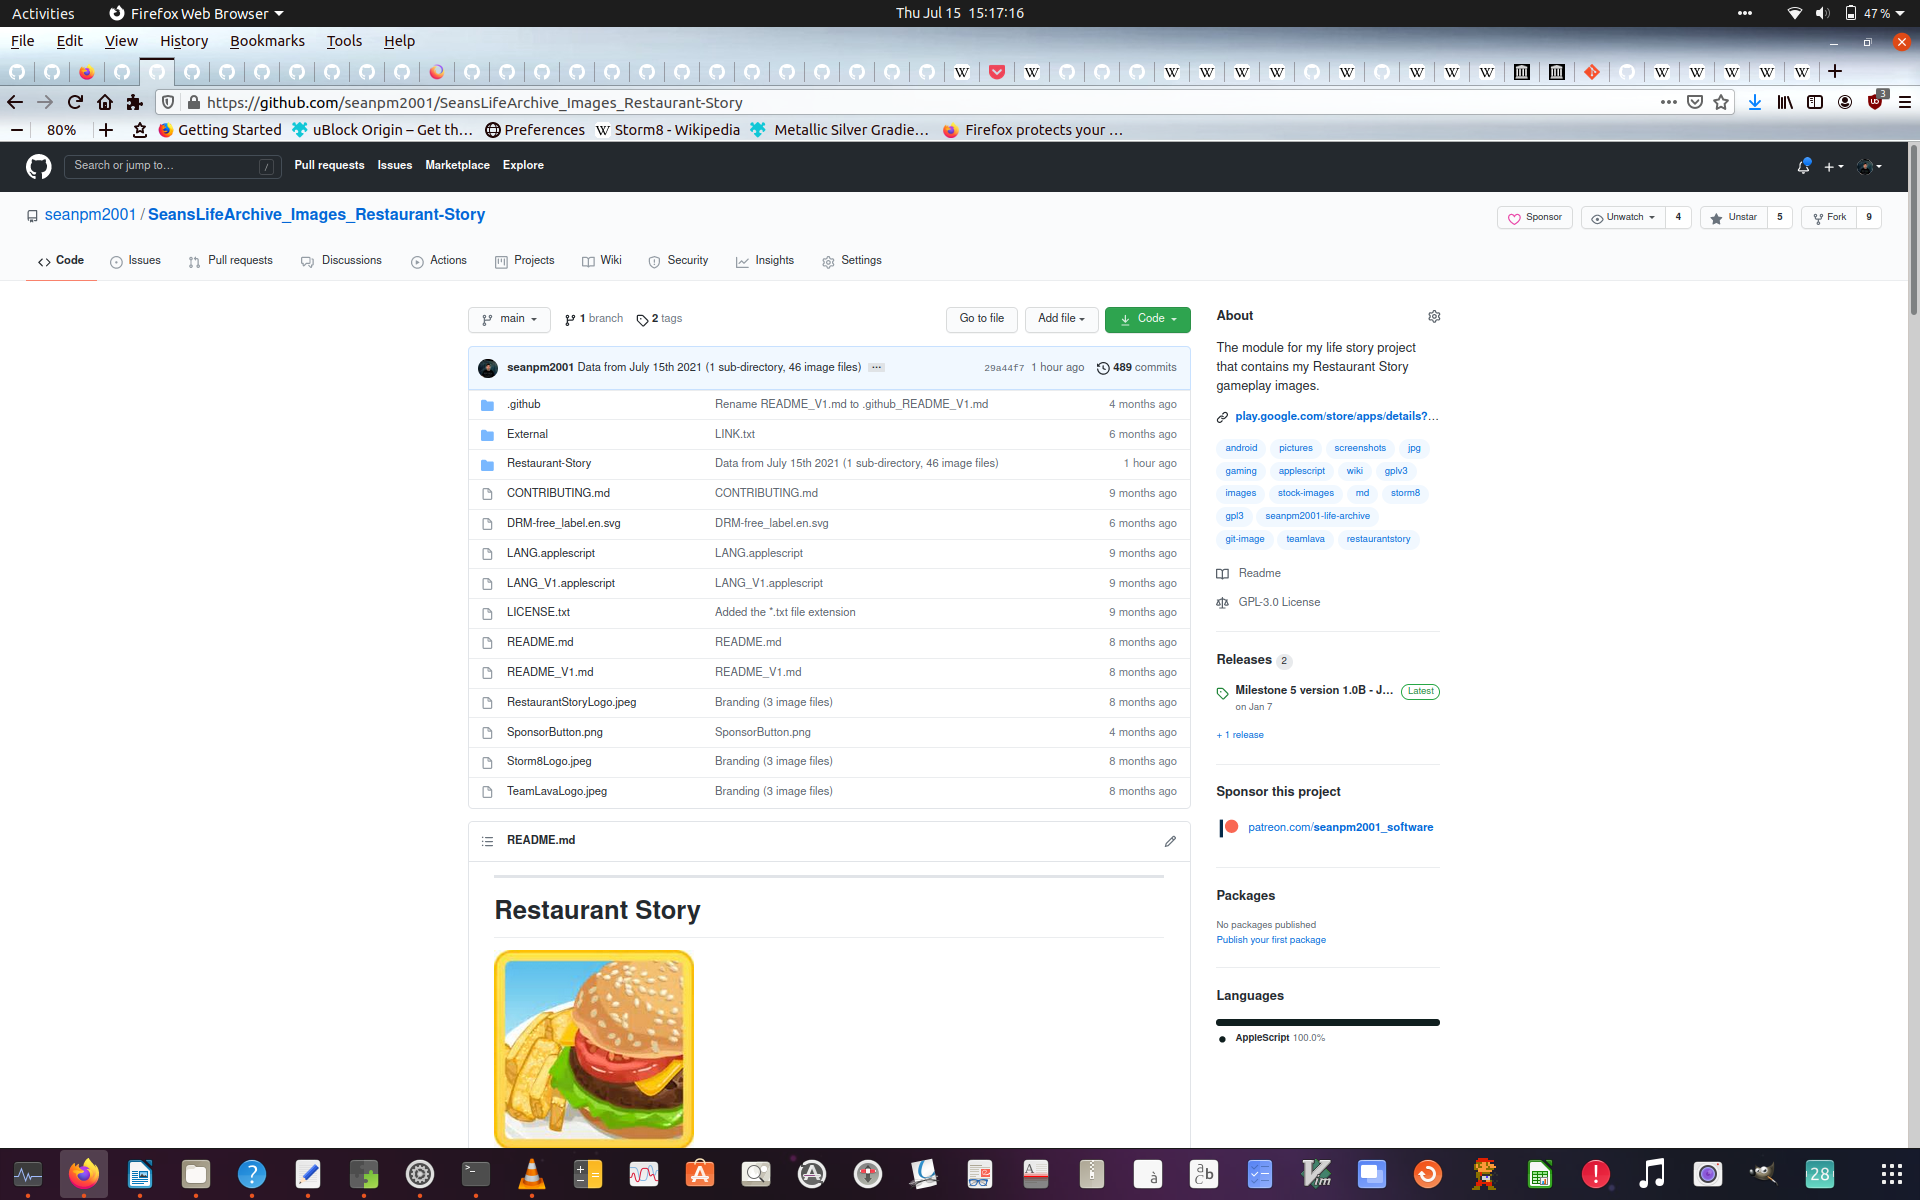 Activities Firefox Web Browser Thu Jul 15 15:17:16 47 %
File Edit View History Bookmarks Tools Help
https://github.com/seanpm2001/SeansLifeArchive_Images_Restaurant-Story 3
80% Getting Started uBlock Origin – Get th… Preferences Storm8 - Wikipedia Metallic Silver Gradie… Firefox protects your …
Search or jump to… / Pull requests Issues Marketplace Explore
seanpm2001 / SeansLifeArchive_Images_Restaurant-Story Sponsor Unwatch 4 Unstar 5 Fork 9
Code Issues Pull requests Discussions Actions Projects Wiki Security Insights Settings
main 1 branch 2 tags Go to file Add file Code
seanpm2001 Data from July 15th 2021 (1 sub-directory, 46 image files) … 29a44f7 1 hour ago 489 commits
.github Rename README_V1.md to .github_README_V1.md 4 months ago
External LINK.txt 6 months ago
Restaurant-Story Data from July 15th 2021 (1 sub-directory, 46 image files) 1 hour ago
CONTRIBUTING.md CONTRIBUTING.md 9 months ago
DRM-free_label.en.svg DRM-free_label.en.svg 6 months ago
LANG.applescript LANG.applescript 9 months ago
LANG_V1.applescript LANG_V1.applescript 9 months ago
LICENSE.txt Added the *.txt file extension 9 months ago
README.md README.md 8 months ago
README_V1.md README_V1.md 8 months ago
RestaurantStoryLogo.jpeg Branding (3 image files) 8 months ago
SponsorButton.png SponsorButton.png 4 months ago
Storm8Logo.jpeg Branding (3 image files) 8 months ago
TeamLavaLogo.jpeg Branding (3 image files) 8 months ago
README.md
Restaurant Story
About
The module for my life story project
that contains my Restaurant Story
gameplay images.
play.google.com/store/apps/details?…
android pictures screenshots jpg
gaming applescript wiki gplv3
images stock-images md storm8
gpl3 seanpm2001-life-archive
git-image teamlava restaurantstory
Readme
GPL-3.0 License
Releases 2
Milestone 5 version 1.0B - J… Latest
on Jan 7
+ 1 release
Sponsor this project
patreon.com/seanpm2001_software
Packages
No packages published
Publish your first package
Languages
AppleScript 100.0%
28